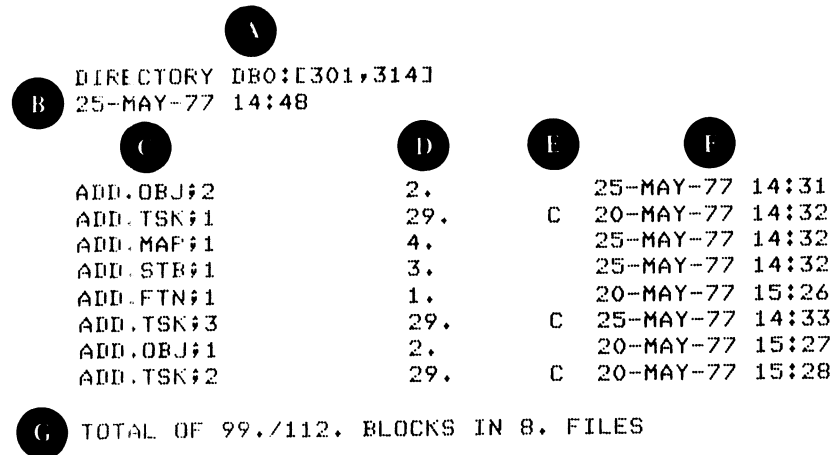 A
DIRECTORY DB0:[301,314]
B 25-MAY-77 14:48
C D E F
ADD.OBJ;2 2. 25-MAY-77 14:31
ADD.TSK;1 29. C 20-MAY-77 14:32
ADD.MAP;1 4. 25-MAY-77 14:32
ADD.STB;1 3. 25-MAY-77 14:32
ADD.FTN;1 1. 20-MAY-77 15:26
ADD.TSK;3 29. C 25-MAY-77 14:33
ADD.OBJ;1 2. 20-MAY-77 15:27
ADD.TSK;2 29. C 20-MAY-77 15:28
G TOTAL OF 99./112. BLOCKS IN 8. FILES